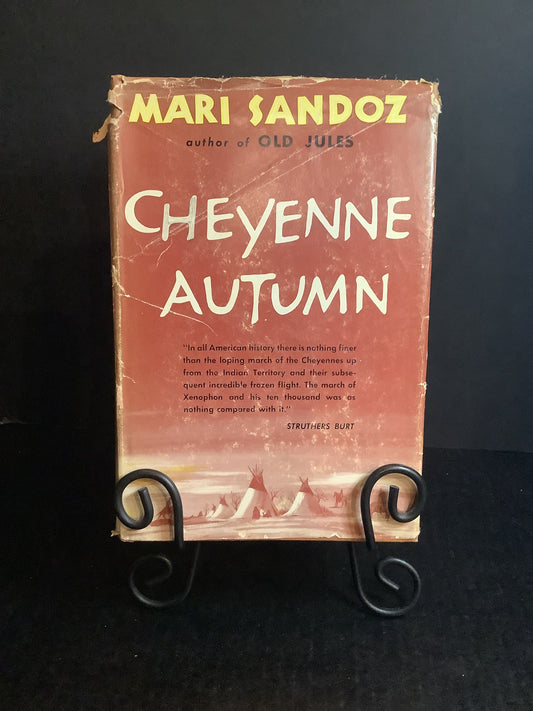 MARI SANDOZ
author of OLD JULES
CHEYENNE
AUTUMN
"In all American history there is nothing finer
than the loping march of the Cheyennes up
from the Indian Territory and their subse-
quent incredible frozen flight. The march of
Xenophon and his ten thousand was as
nothing compared with it."
STRUTHERS BURT